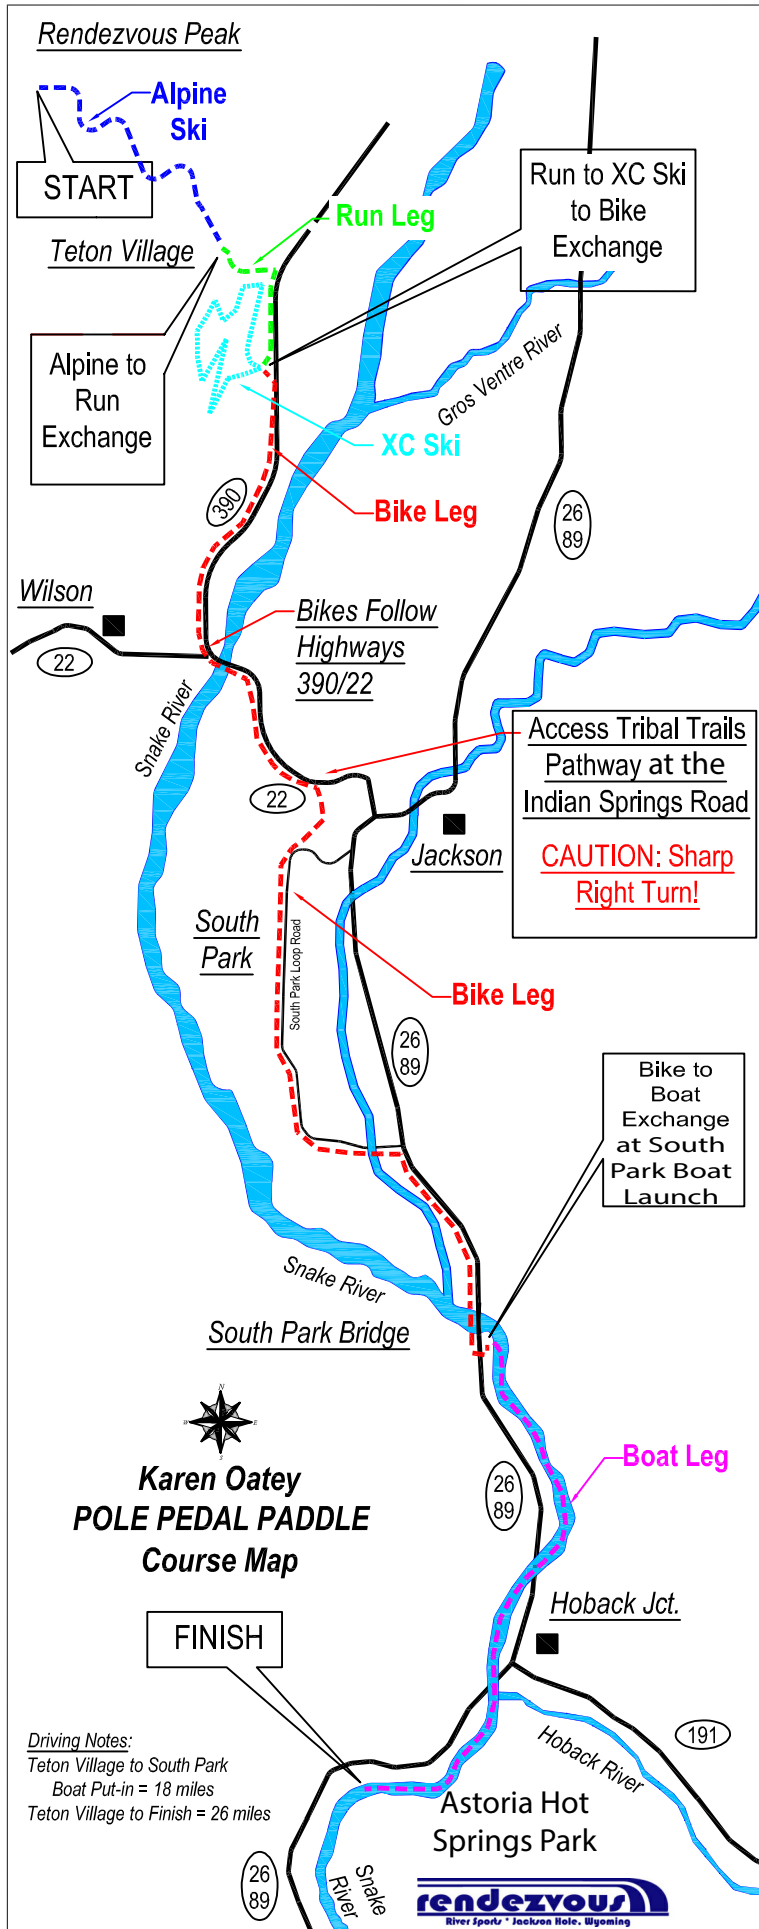 Rendezvous Peak
Alpine
Ski
START
Run Leg
Run to XC Ski
to Bike
Exchange
Teton Village
Alpine to
Run
Exchange
Gros Ventre River
XC Ski
390
Bike Leg
26
89
Wilson
22
Bikes Follow
Highways
390/22
Snake River
Access Tribal Trails
Pathway at the
Indian Springs Road
CAUTION: Sharp
Right Turn!
22
Jackson
South
Park
South Park Loop Road
Bike Leg
26
89
Bike to
Boat
Exchange
at South
Park Boat
Launch
Snake River
South Park Bridge
N
W
E
S
Karen Oatey
POLE PEDAL PADDLE
Course Map
Boat Leg
26
89
Hoback Jct.
FINISH
191
Hoback River
Driving Notes:
Teton Village to South Park
Boat Put-in = 18 miles
Teton Village to Finish = 26 miles
Astoria Hot
Springs Park
26
89
Snake
River
rendezvous
River Sports * Jackson Hole, Wyoming